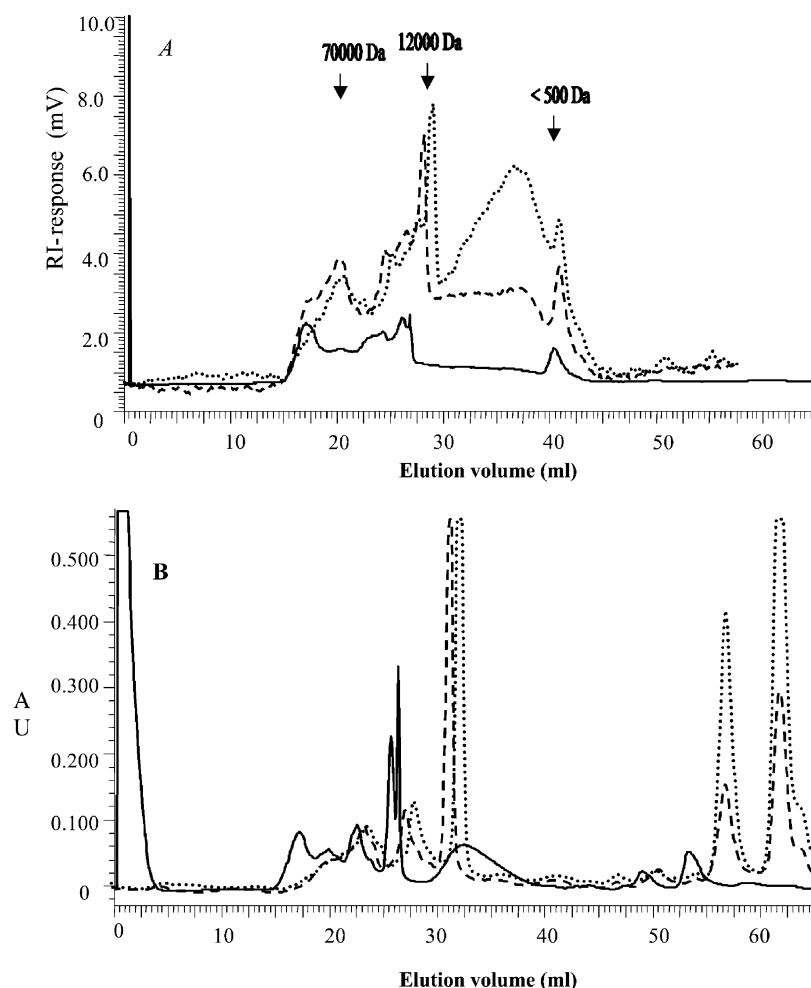 10.0
A
70000 Da
12000 Da
< 500 Da
8.0
6.0
4.0
2.0
0
RI-response (mV)
0 10 20 30 40 50 60
Elution volume (ml)
B
0.500
0.400
0.300
0.200
0.100
0
A
U
0 10 20 30 40 50 60
Elution volume (ml)